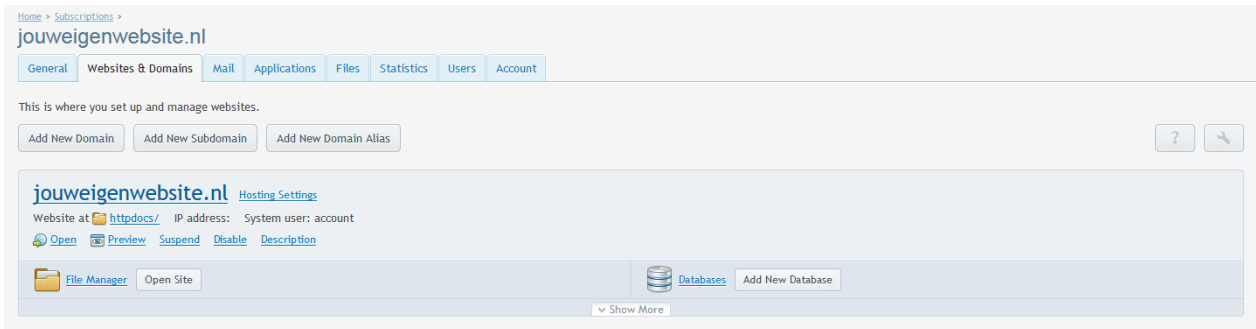 Home > Subscriptions >
jouweigenwebsite.nl
General Websites & Domains Mail Applications Files Statistics Users Account
This is where you set up and manage websites.
Add New Domain Add New Subdomain Add New Domain Alias ?
jouweigenwebsite.nl Hosting Settings
Website at httpdocs/ IP address: System user: account
Open Preview Suspend Disable Description
File Manager Open Site Databases Add New Database
Show More